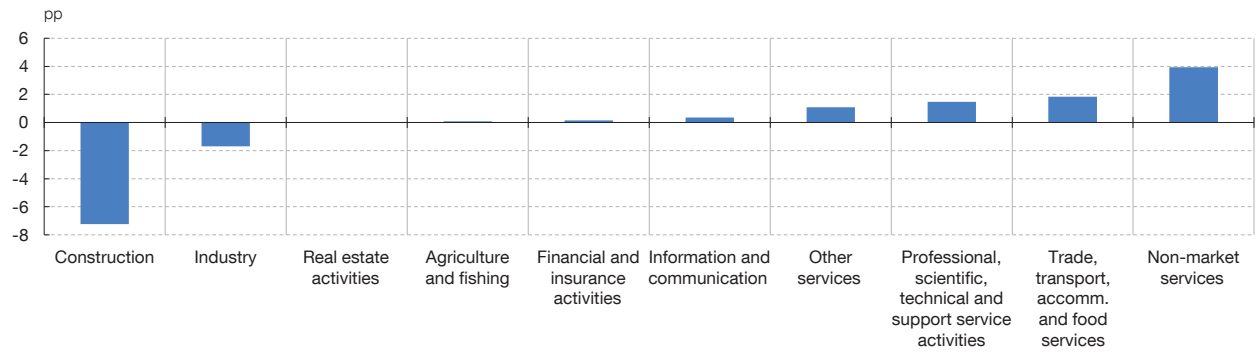 pp
6
4
2
0
-2
-4
-6
-8
Construction
Industry
Real estate
activities
Agriculture
and fishing
Financial and
insurance
activities
Information and
communication
Other
services
Professional,
scientific,
technical and
support service
activities
Trade,
transport,
accomm.
and food
services
Non-market
services